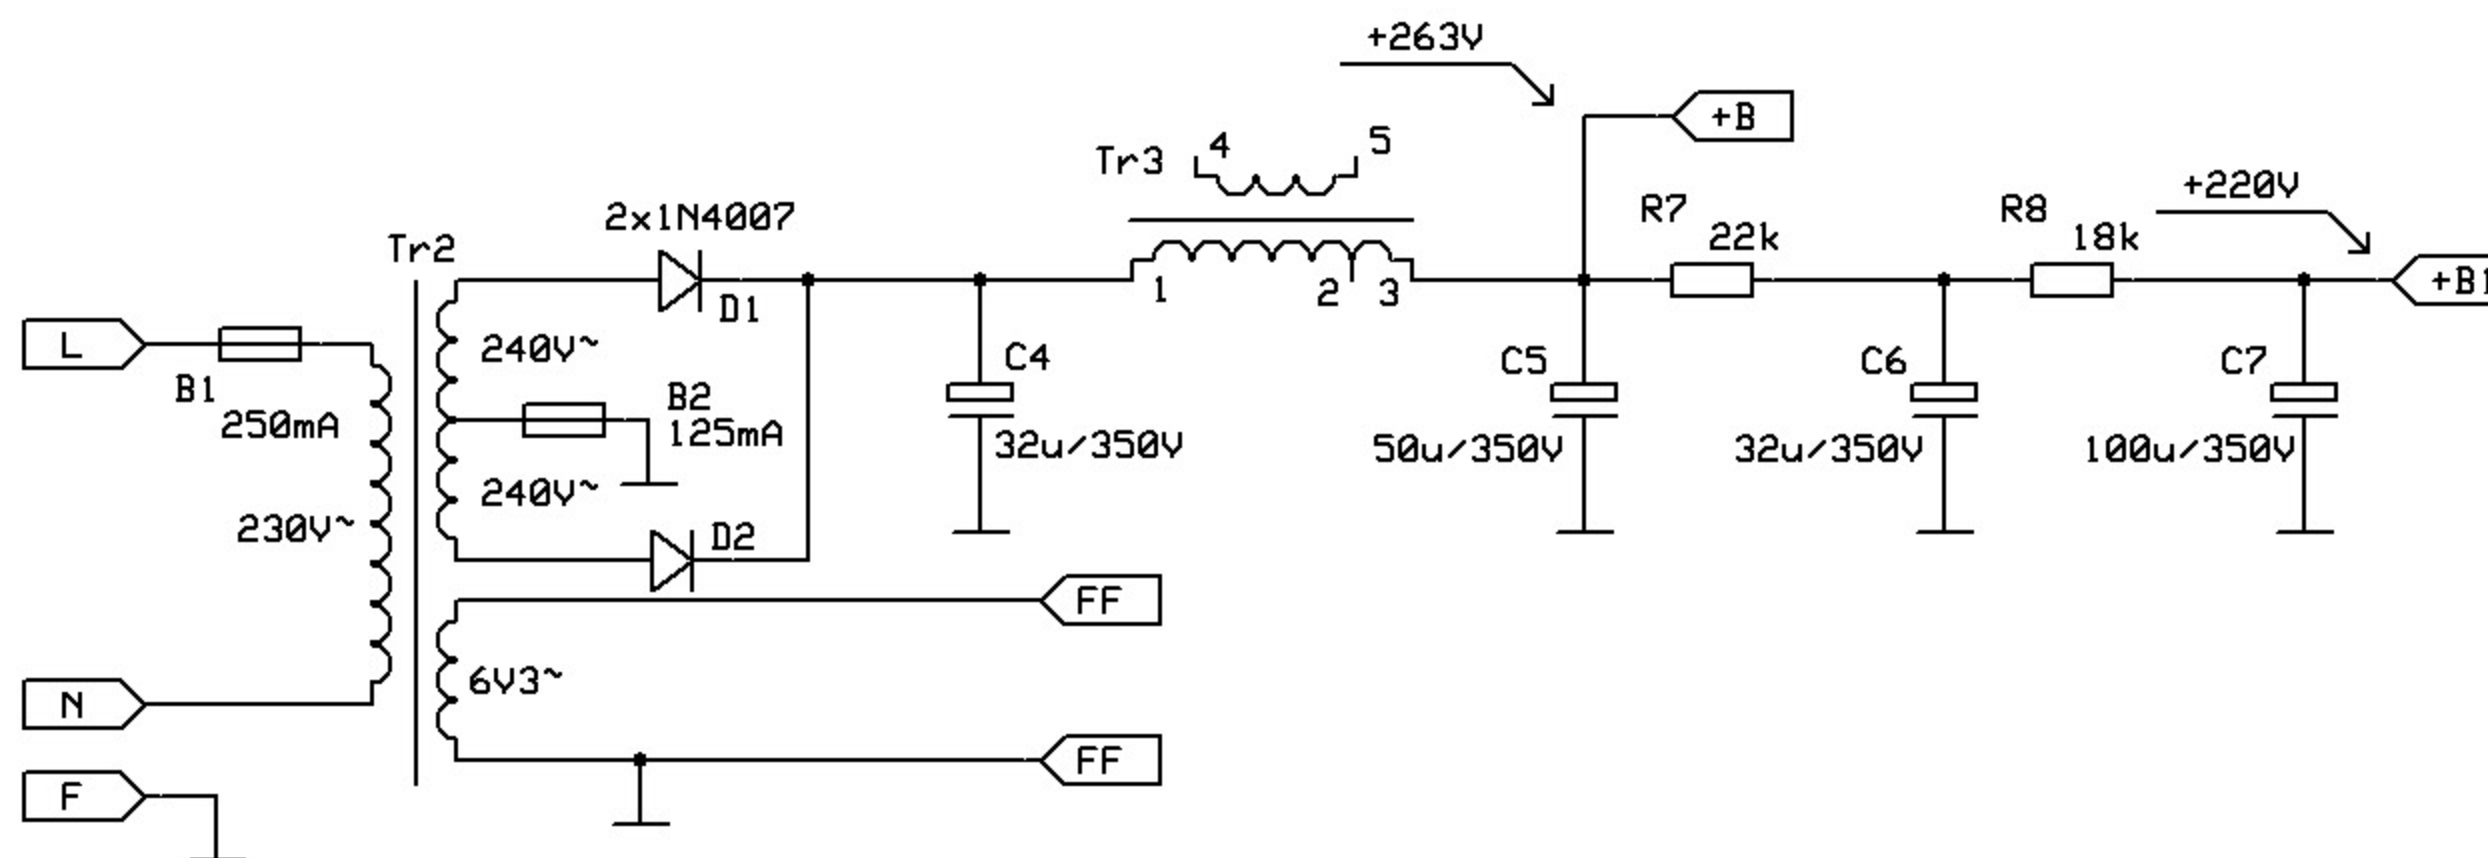 +263V
+B
4
5
Tr3
+220V
2x1N4007
R7
R8
Tr2
22k
18k
D1
1
2
3
+B1
L
240V~
C4
C5
C6
C7
B1
B2
250mA
125mA
32u/350V
50u/350V
32u/350V
100u/350V
240V~
230V~
D2
FF
6V3~
N
FF
F